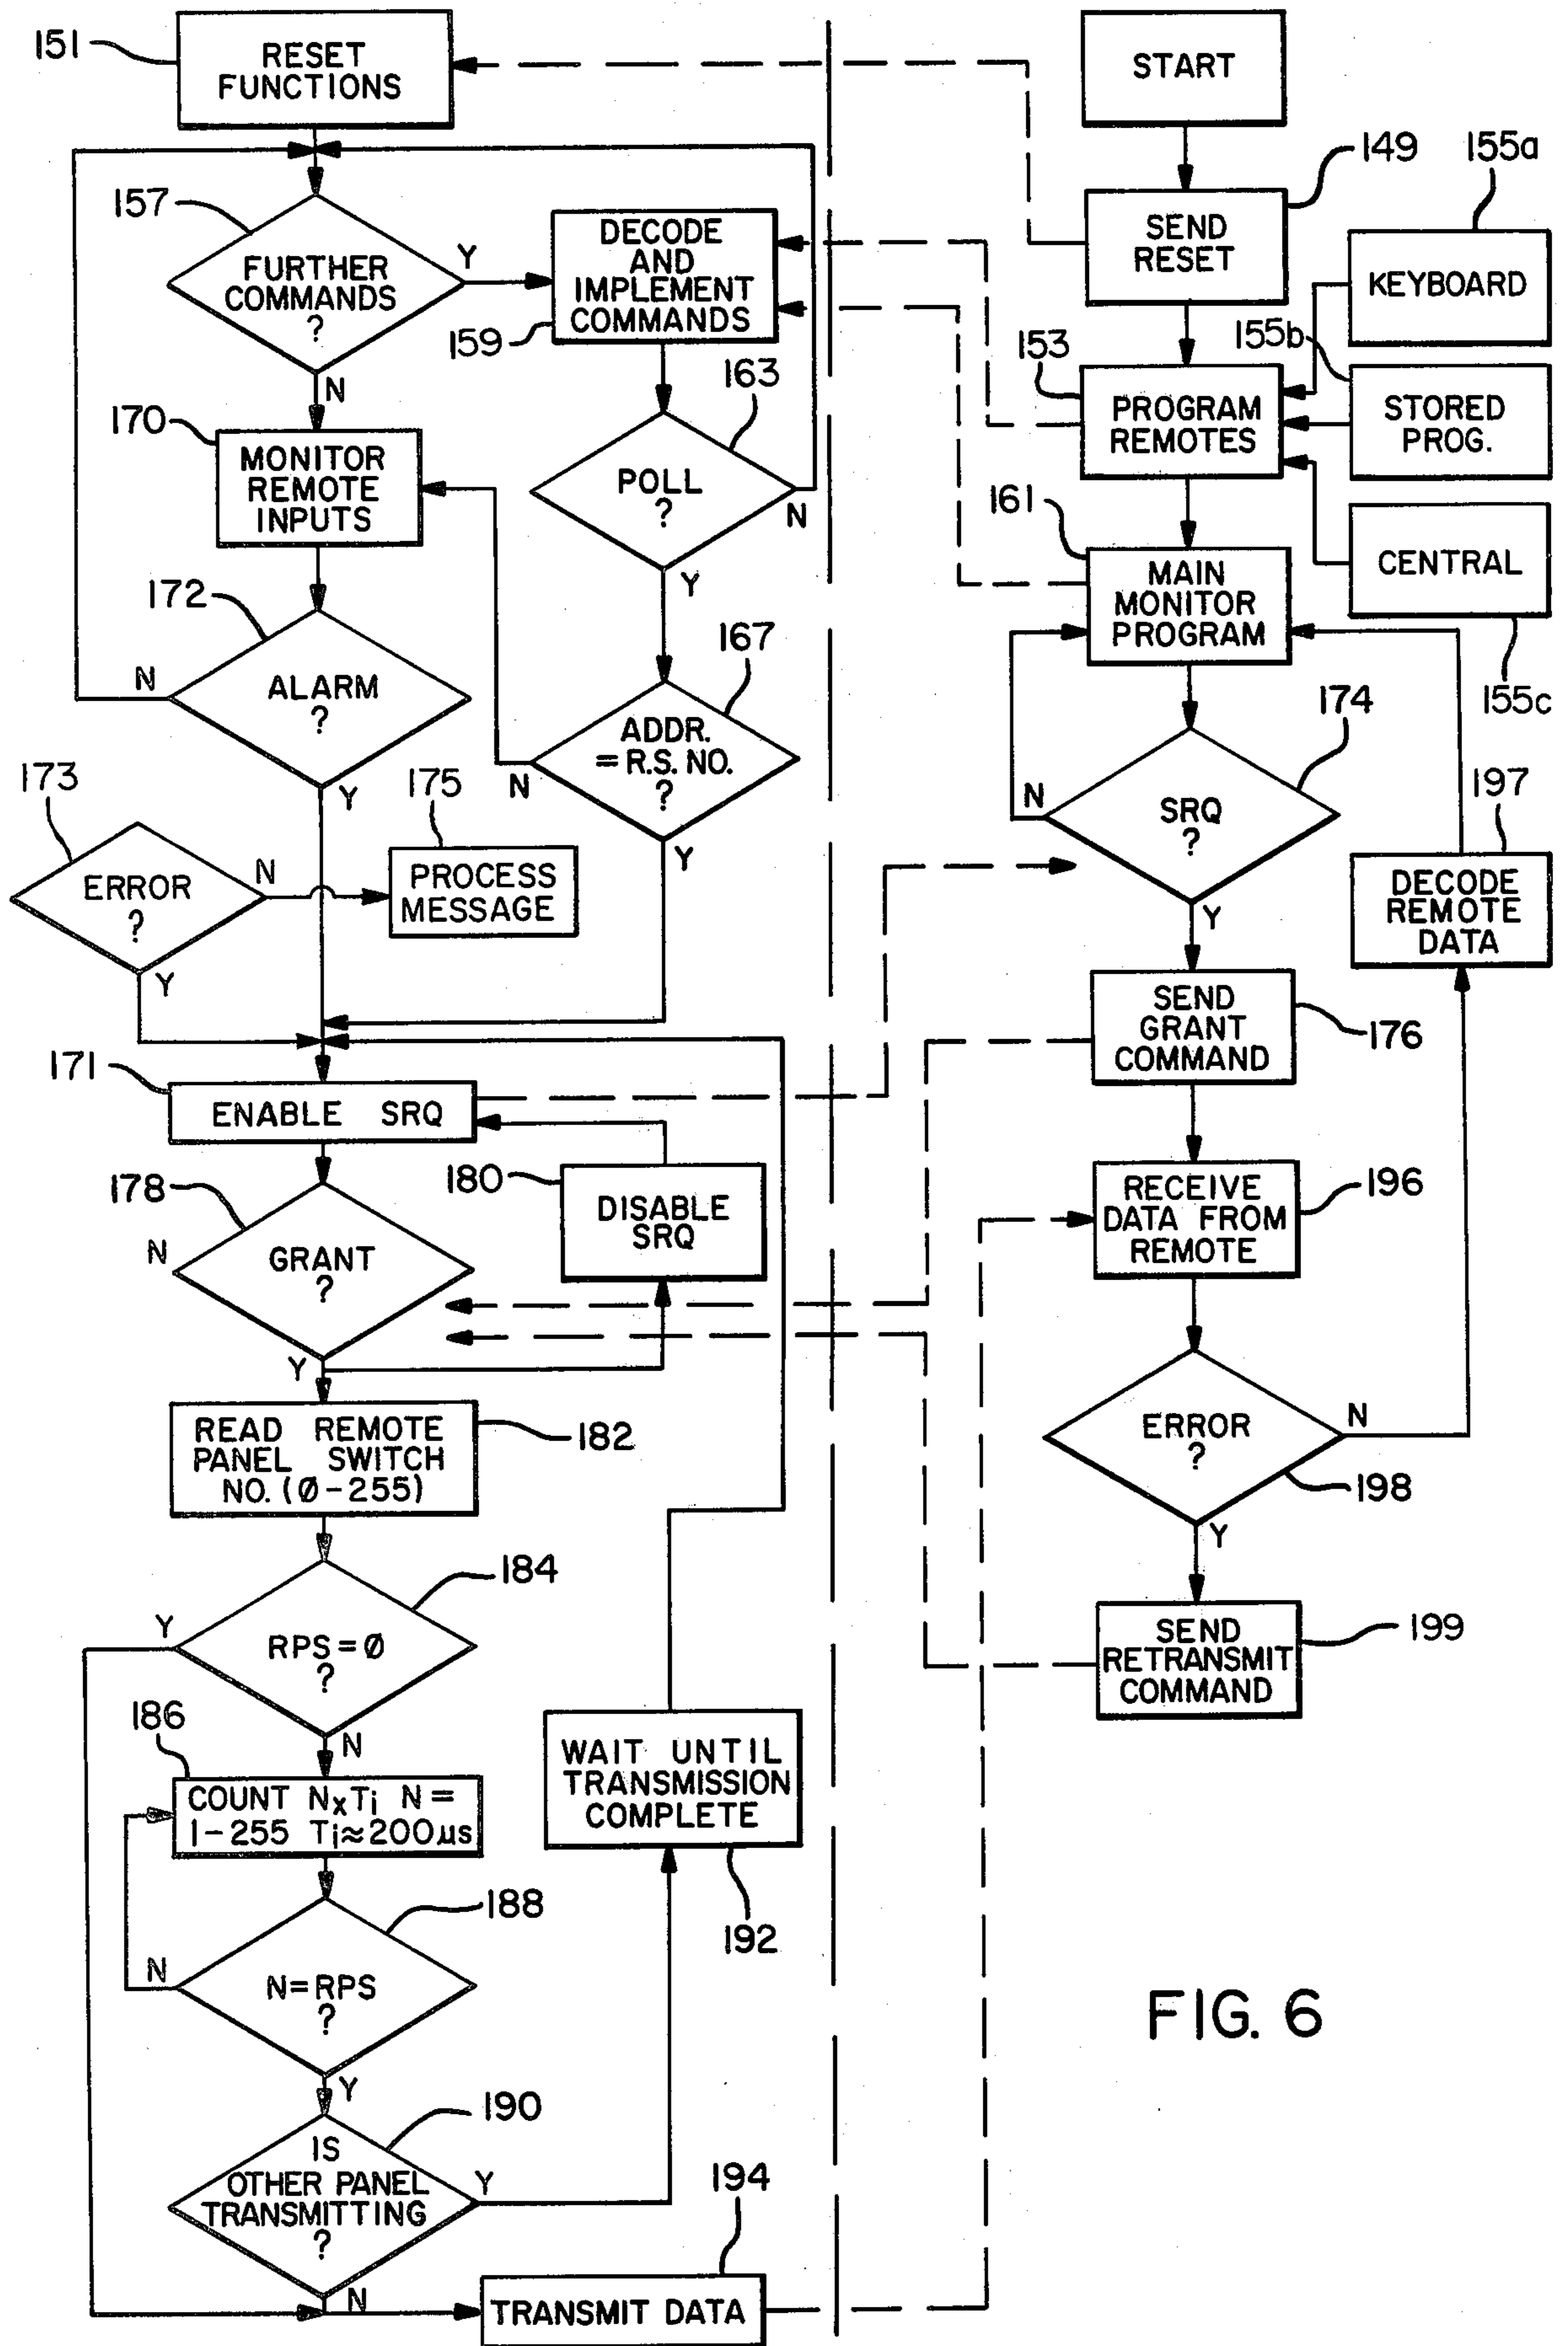 151
RESET
FUNCTIONS
START
149
155a
SEND
RESET
157
FURTHER
COMMANDS
?
Y
N
DECODE
AND
IMPLEMENT
COMMANDS
159
KEYBOARD
153
155b
PROGRAM
REMOTES
STORED
PROG.
163
POLL
?
N
Y
170
MONITOR
REMOTE
INPUTS
161
MAIN
MONITOR
PROGRAM
CENTRAL
155c
172
N
ALARM
?
Y
167
ADDR.
= R.S. NO.
?
N
Y
174
N
SRQ
?
Y
197
DECODE
REMOTE
DATA
173
ERROR
?
N
Y
175
PROCESS
MESSAGE
SEND
GRANT
COMMAND
176
171
ENABLE SRQ
178
N
GRANT
?
Y
180
DISABLE
SRQ
RECEIVE
DATA FROM
REMOTE
196
READ REMOTE
PANEL SWITCH
NO. (Ø-255)
182
ERROR
?
N
198
Y
184
Y
RPS=Ø
?
N
SEND
RETRANSMIT
COMMAND
199
186
COUNT NxTi N=
1-255 Ti≈200µs
WAIT UNTIL
TRANSMISSION
COMPLETE
192
188
N
N=RPS
?
Y
190
IS
OTHER PANEL
TRANSMITTING
?
Y
N
194
TRANSMIT DATA
FIG. 6